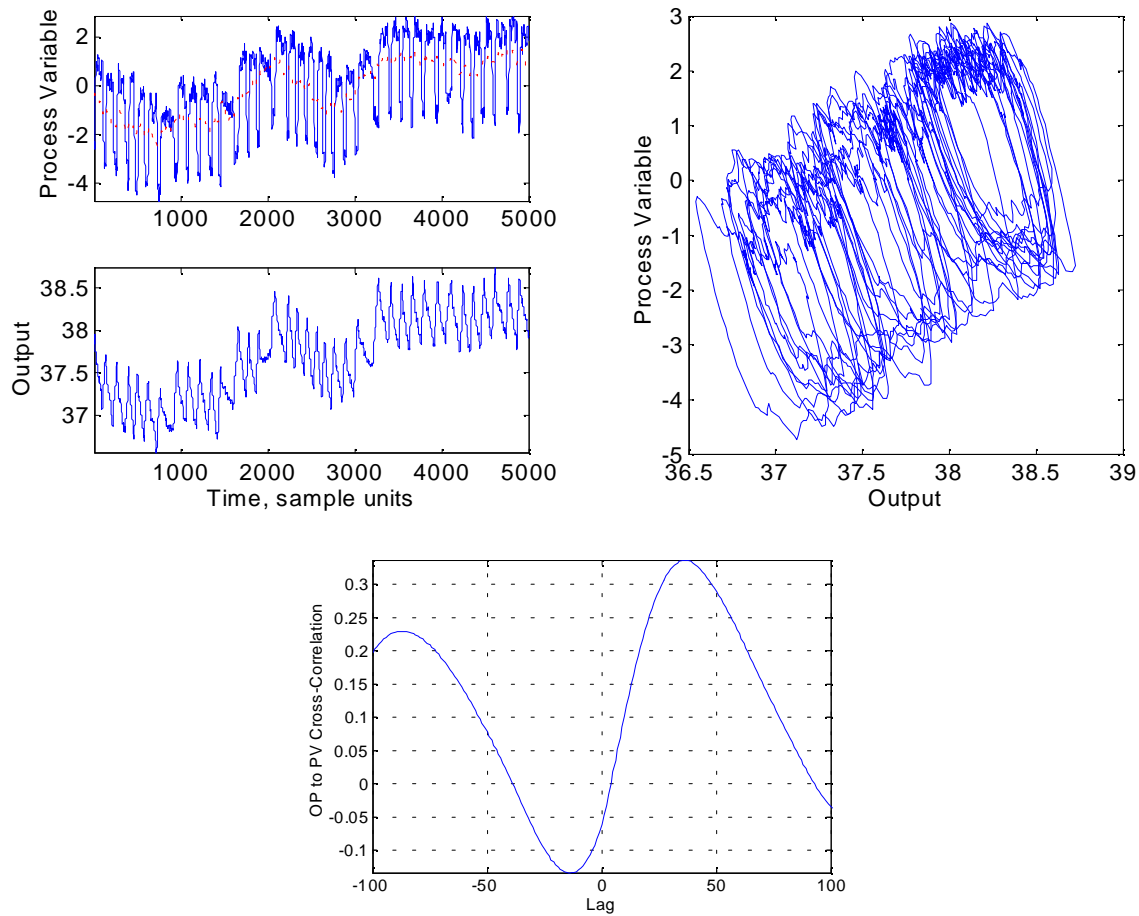 Process Variable
2
0
-2
-4
1000 2000 3000 4000 5000
Output
38.5
38
37.5
37
1000 2000 3000 4000 5000
Time, sample units
Process Variable
3
2
1
0
-1
-2
-3
-4
-5
36.5 37 37.5 38 38.5 39
Output
OP to PV Cross-Correlation
0.3
0.25
0.2
0.15
0.1
0.05
0
-0.05
-0.1
-100 -50 0 50 100
Lag